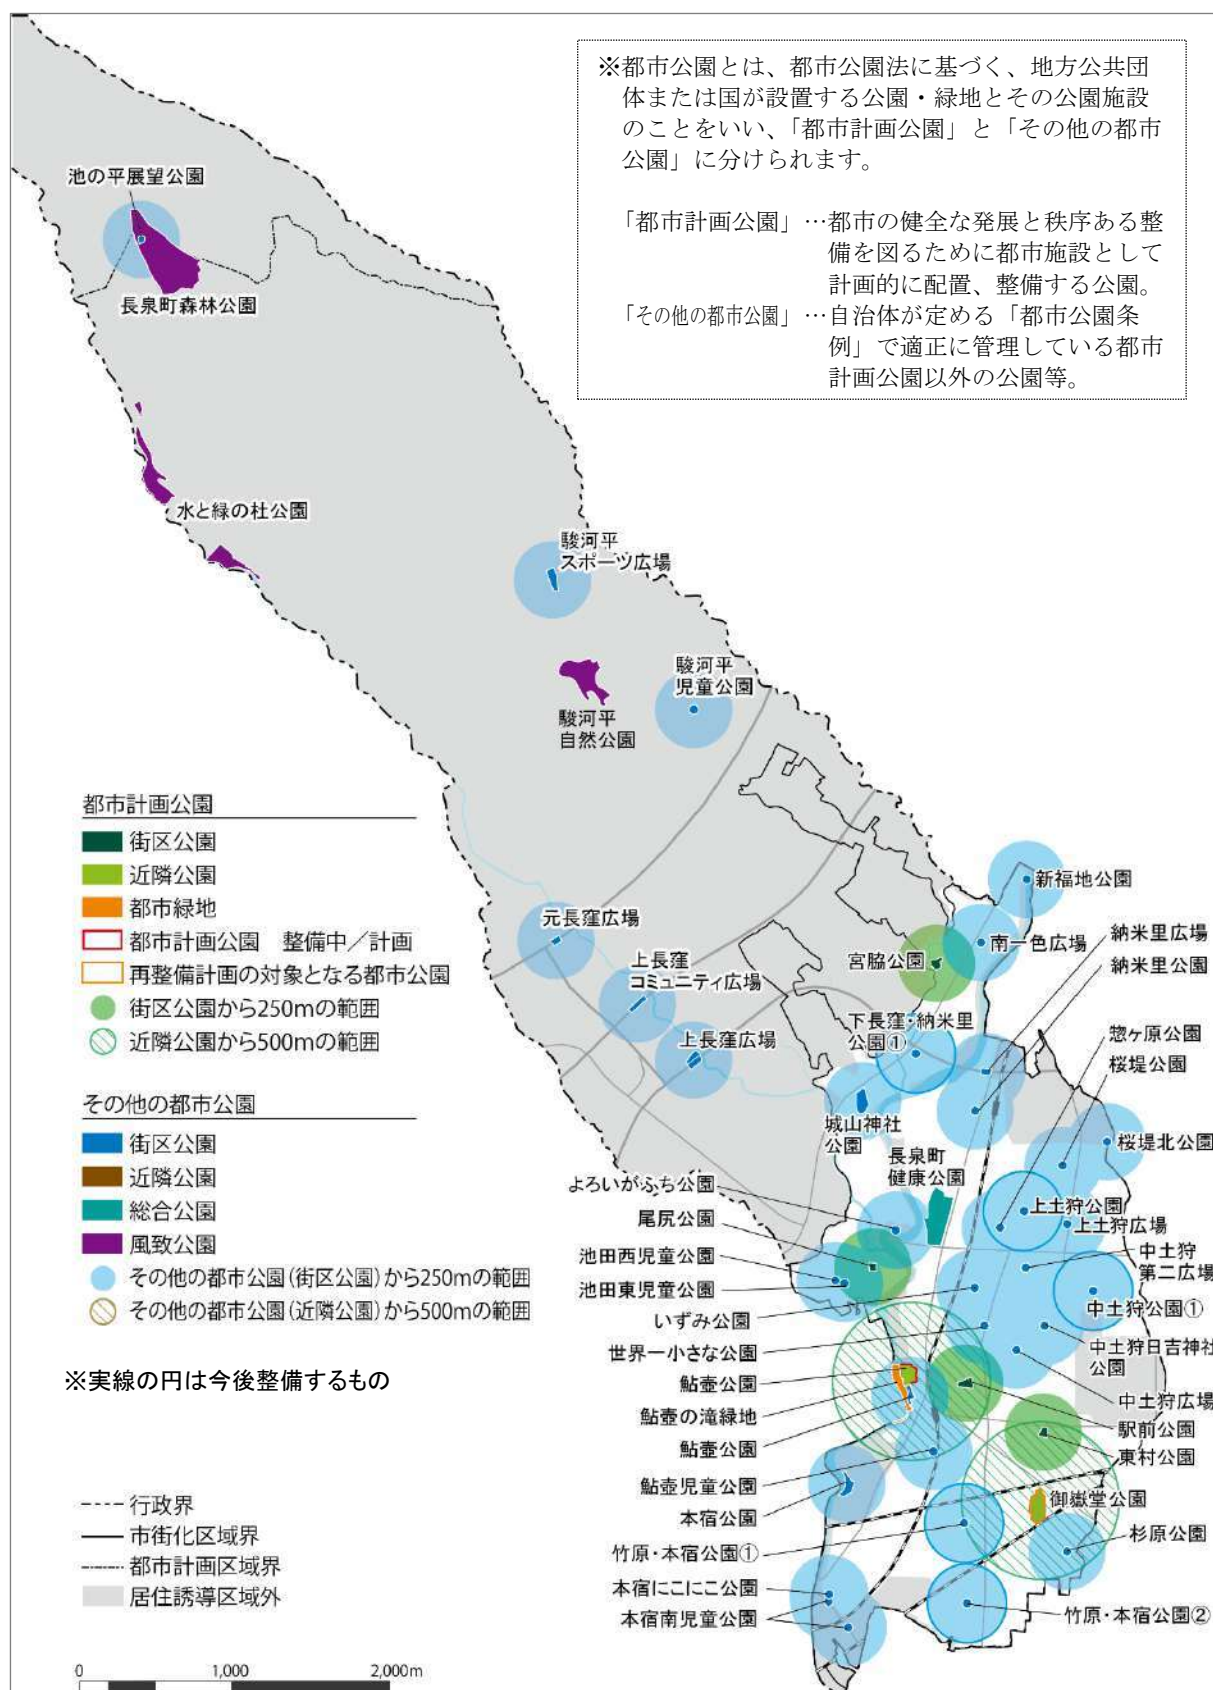 ※都市公園とは、都市公園法に基づく、地方公共団
体または国が設置する公園・緑地とその公園施設
のことをいい、「都市計画公園」と「その他の都市
公園」に分けられます。
「都市計画公園」…都市の健全な発展と秩序ある整
備を図るために都市施設として
計画的に配置、整備する公園。
「その他の都市公園」…自治体が定める「都市公園条
例」で適正に管理している都市
計画公園以外の公園等。
池の平展望公園
長泉町森林公園
水と緑の杜公園
駿河平
スポーツ広場
駿河平
児童公園
駿河平
自然公園
都市計画公園
街区公園
近隣公園
都市緑地
都市計画公園 整備中/計画
再整備計画の対象となる都市公園
街区公園から250mの範囲
近隣公園から500mの範囲
その他の都市公園
街区公園
近隣公園
総合公園
風致公園
その他の都市公園(街区公園)から250mの範囲
その他の都市公園(近隣公園)から500mの範囲
※実線の円は今後整備するもの
行政界
市街化区域界
都市計画区域界
居住誘導区域外
0 1,000 2,000m
元長窪広場
上長窪
コミュニティ広場
上長窪広場
新福地公園
南一色広場
宮脇公園
納米里広場
納米里公園
下長窪・納米里
公園①
惣ヶ原公園
桜堤公園
城山神社
公園
桜堤北公園
長泉町
健康公園
よろいがふち公園
尾尻公園
池田西児童公園
池田東児童公園
いずみ公園
世界一小さな公園
鮎壺公園
鮎壺の滝緑地
鮎壺公園
鮎壺児童公園
本宿公園
竹原・本宿公園①
本宿にこにこ公園
本宿南児童公園
上土狩公園
上土狩広場
中土狩
第二広場
中土狩公園①
中土狩日吉神社
公園
中土狩広場
駅前公園
東村公園
御嶽堂公園
杉原公園
竹原・本宿公園②